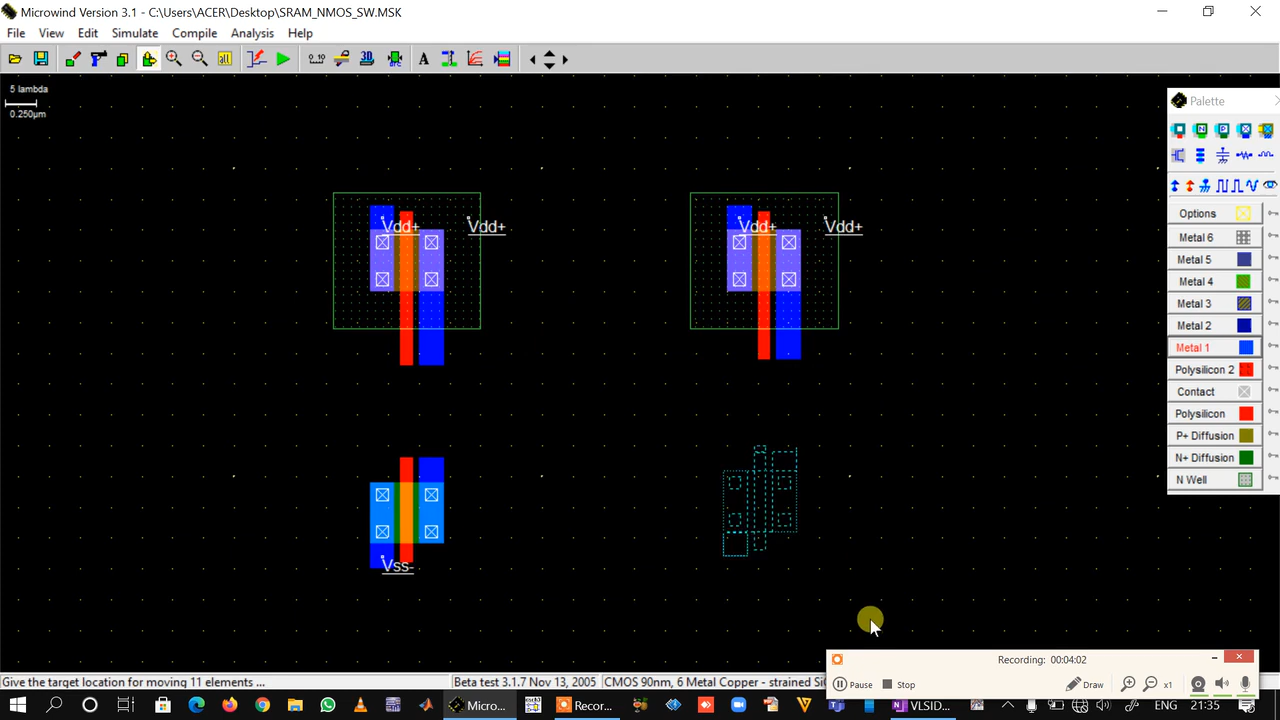 Microwind Version 3.1 - C:\Users\ACER\Desktop\SRAM_NMOS_SW.MSK
File View Edit Simulate Compile Analysis Help
5 lambda
0.250µm
Palette
Vdd+ Vdd+ Vdd+ Vdd+
Options
Metal 6
Metal 5
Metal 4
Metal 3
Metal 2
Metal 1
Polysilicon 2
Contact
Polysilicon
P+ Diffusion
N+ Diffusion
N Well
Vss-
Recording: 00:04:02
Give the target location for moving 11 elements ... Beta test 3.1.7 Nov 13, 2005 CMOS 90nm, 6 Metal Copper - strained Si
Pause Stop Draw x1
Micro... Recor... VLSID... ENG 21:35